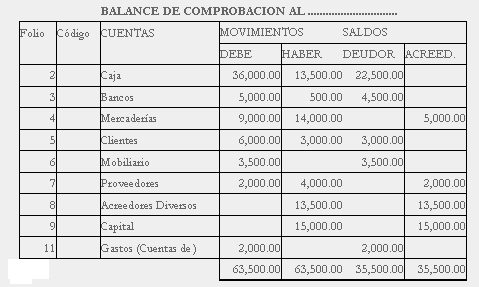 BALANCE DE COMPROBACION AL ..............................
Folio Código CUENTAS MOVIMIENTOS SALDOS
DEBE HABER DEUDOR ACREED.
2 Caja 36,000.00 13,500.00 22,500.00
3 Bancos 5,000.00 500.00 4,500.00
4 Mercaderías 9,000.00 14,000.00 5,000.00
5 Clientes 6,000.00 3,000.00 3,000.00
6 Mobiliario 3,500.00 3,500.00
7 Proveedores 2,000.00 4,000.00 2,000.00
8 Acreedores Diversos 13,500.00 13,500.00
9 Capital 15,000.00 15,000.00
11 Gastos (Cuentas de ) 2,000.00 2,000.00
63,500.00 63,500.00 35,500.00 35,500.00